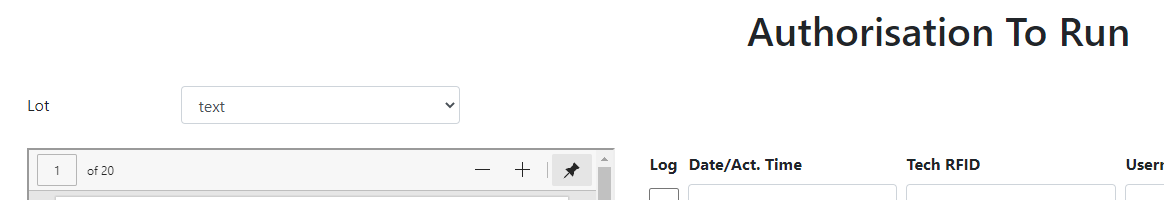 Authorisation To Run
Lot
text
1 of 20
Log Date/Act. Time Tech RFID